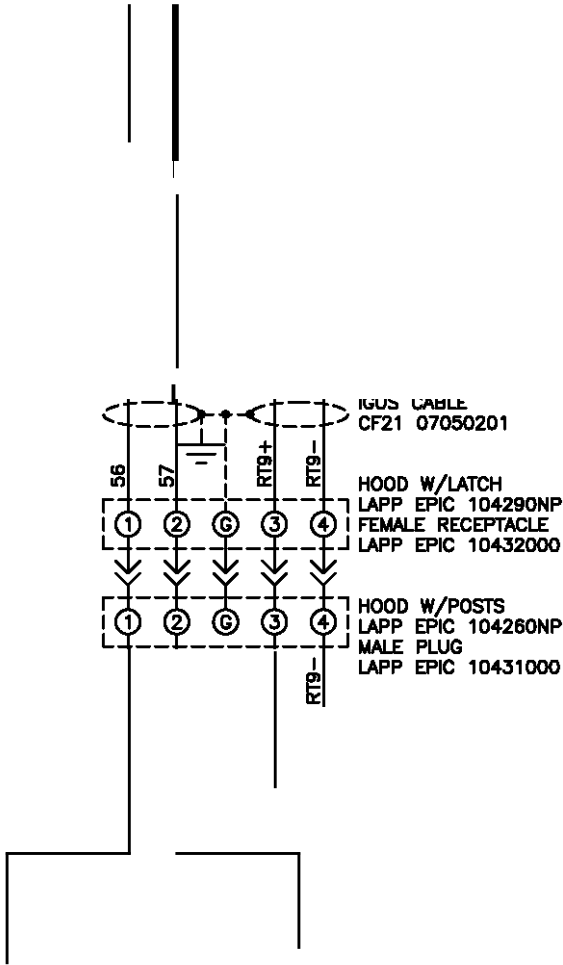 IGUS CABLE
CF21 07050201
56
57
RT9+
RT9-
HOOD W/LATCH
LAPP EPIC 104290NP
FEMALE RECEPTACLE
LAPP EPIC 10432000
1 2 G 3 4
HOOD W/POSTS
LAPP EPIC 104260NP
MALE PLUG
LAPP EPIC 10431000
1 2 G 3 4
RT9-